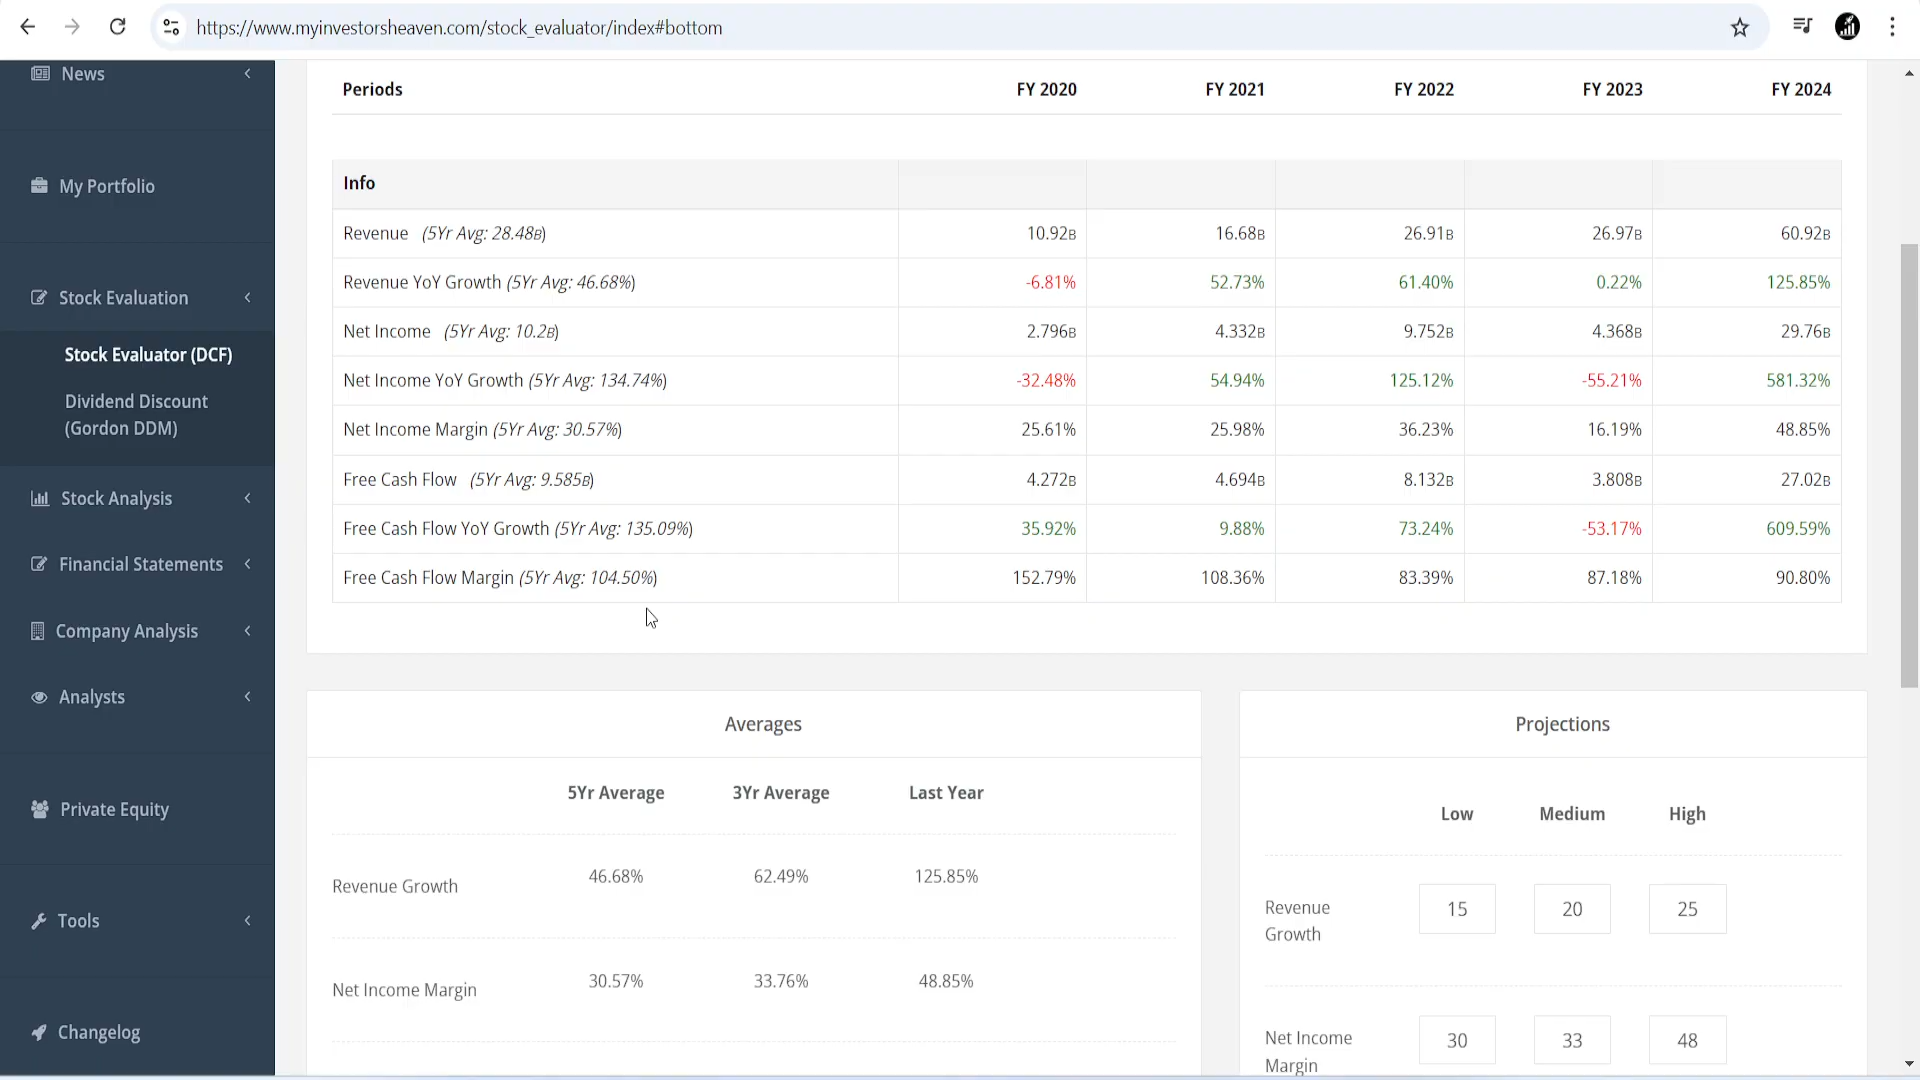 https://www.myinvestorsheaven.com/stock_evaluator/index#bottom
News
My Portfolio
Stock Evaluation
Stock Evaluator (DCF)
Dividend Discount
(Gordon DDM)
Stock Analysis
Financial Statements
Company Analysis
Analysts
Private Equity
Tools
Changelog
Periods FY 2020 FY 2021 FY 2022 FY 2023 FY 2024
Info
Revenue (5Yr Avg: 28.48B) 10.92B 16.68B 26.91B 26.97B 60.92B
Revenue YoY Growth (5Yr Avg: 46.68%) -6.81% 52.73% 61.40% 0.22% 125.85%
Net Income (5Yr Avg: 10.2B) 2.796B 4.332B 9.752B 4.368B 29.76B
Net Income YoY Growth (5Yr Avg: 134.74%) -32.48% 54.94% 125.12% -55.21% 581.32%
Net Income Margin (5Yr Avg: 30.57%) 25.61% 25.98% 36.23% 16.19% 48.85%
Free Cash Flow (5Yr Avg: 9.585B) 4.272B 4.694B 8.132B 3.808B 27.02B
Free Cash Flow YoY Growth (5Yr Avg: 135.09%) 35.92% 9.88% 73.24% -53.17% 609.59%
Free Cash Flow Margin (5Yr Avg: 104.50%) 152.79% 108.36% 83.39% 87.18% 90.80%
Averages
5Yr Average 3Yr Average Last Year
Revenue Growth 46.68% 62.49% 125.85%
Net Income Margin 30.57% 33.76% 48.85%
Projections
Low Medium High
Revenue
Growth 15 20 25
Net Income
Margin 30 33 48